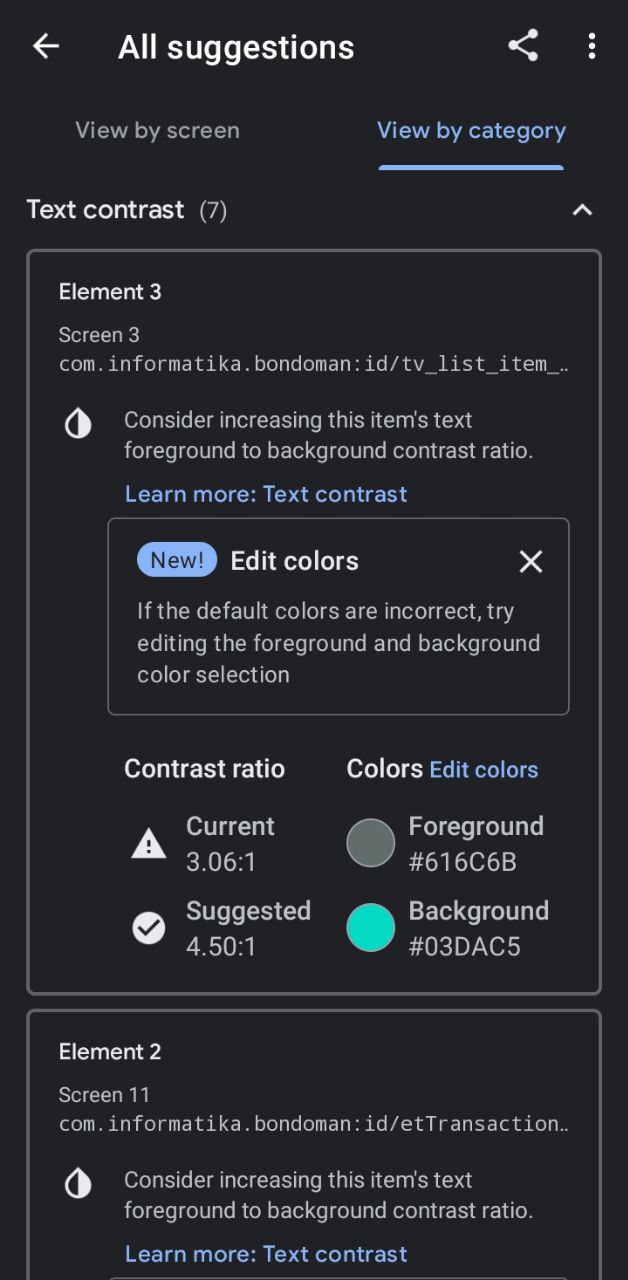 All suggestions
View by screen
View by category
Text contrast (7)
Element 3
Screen 3
com.informatika.bondoman:id/tv_list_item_…
Consider increasing this item's text
foreground to background contrast ratio.
Learn more: Text contrast
New! Edit colors
If the default colors are incorrect, try
editing the foreground and background
color selection
Contrast ratio
Colors Edit colors
Current
3.06:1
Foreground
#616C6B
Suggested
4.50:1
Background
#03DAC5
Element 2
Screen 11
com.informatika.bondoman:id/etTransaction…
Consider increasing this item's text
foreground to background contrast ratio.
Learn more: Text contrast